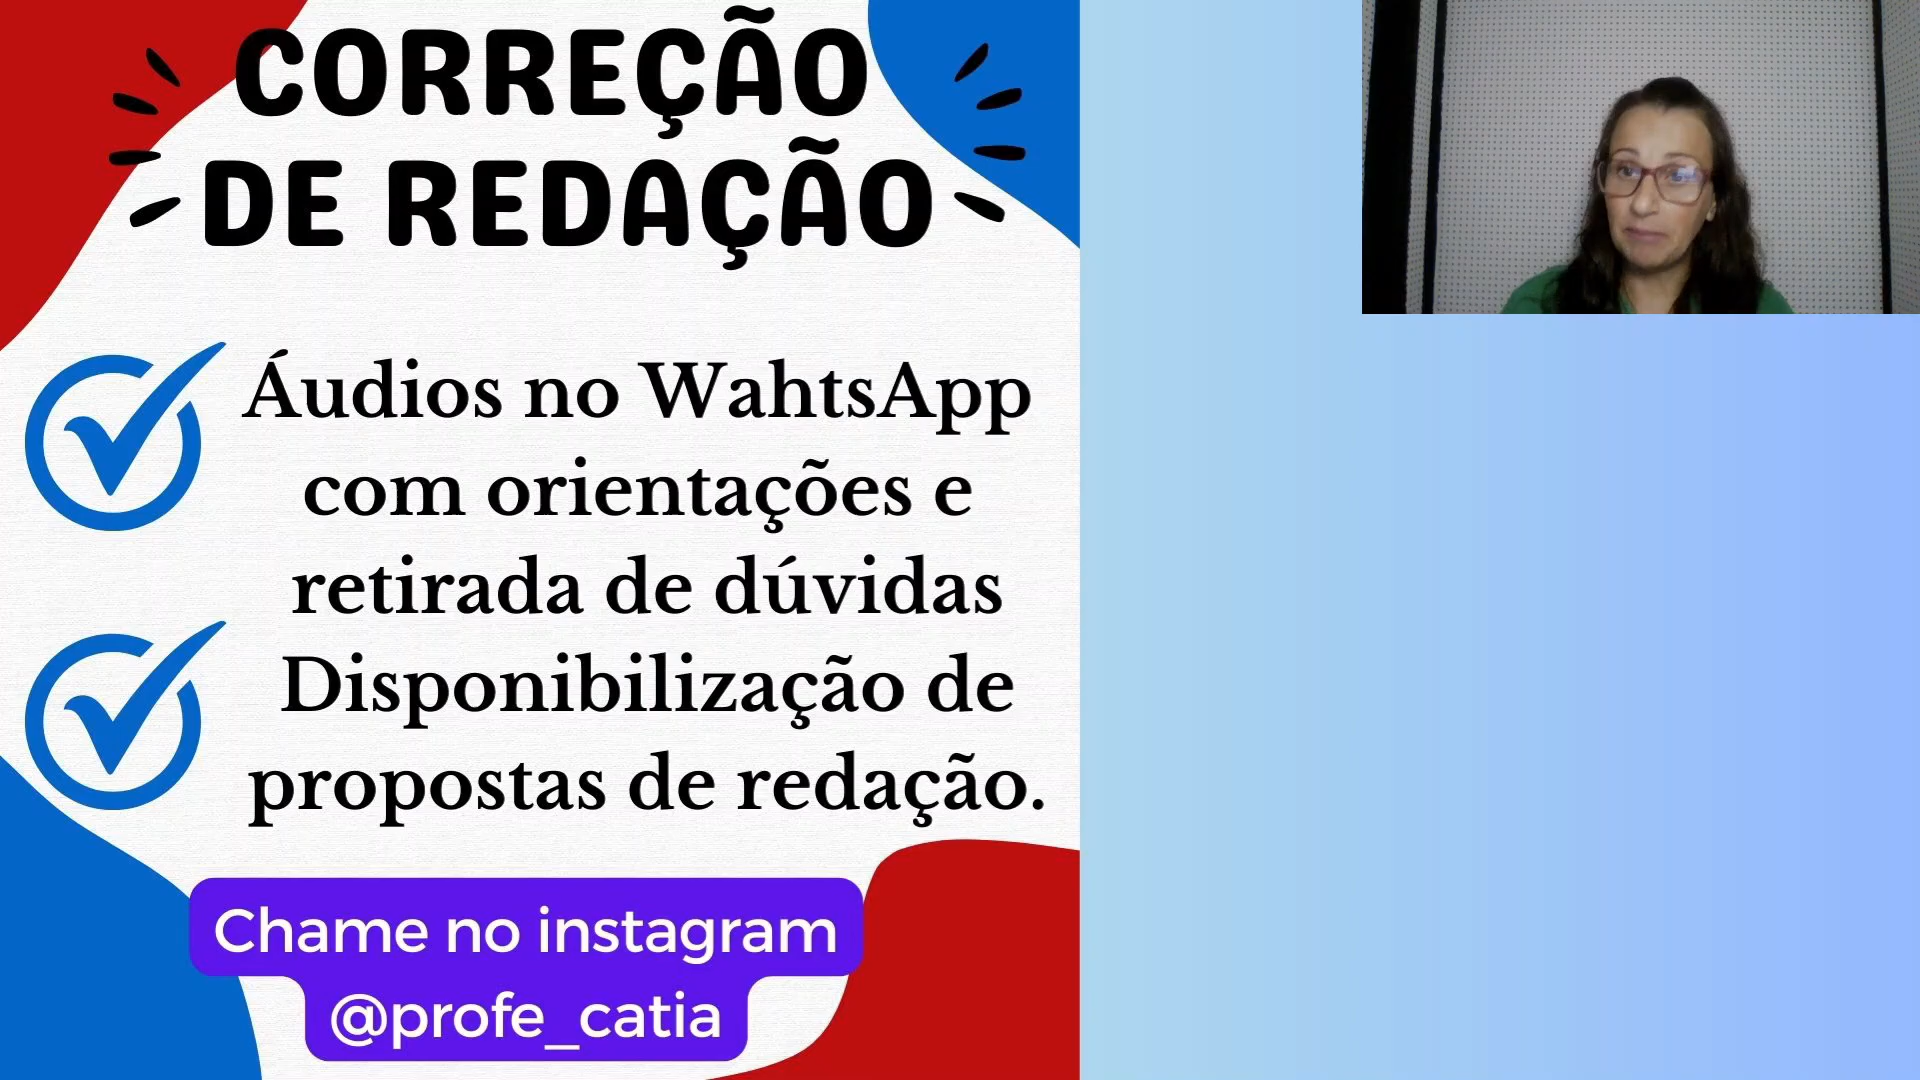 CORREÇÃO
DE REDAÇÃO
Áudios no WahtsApp
com orientações e
retirada de dúvidas
Disponibilização de
propostas de redação.
Chame no instagram
@profe_catia